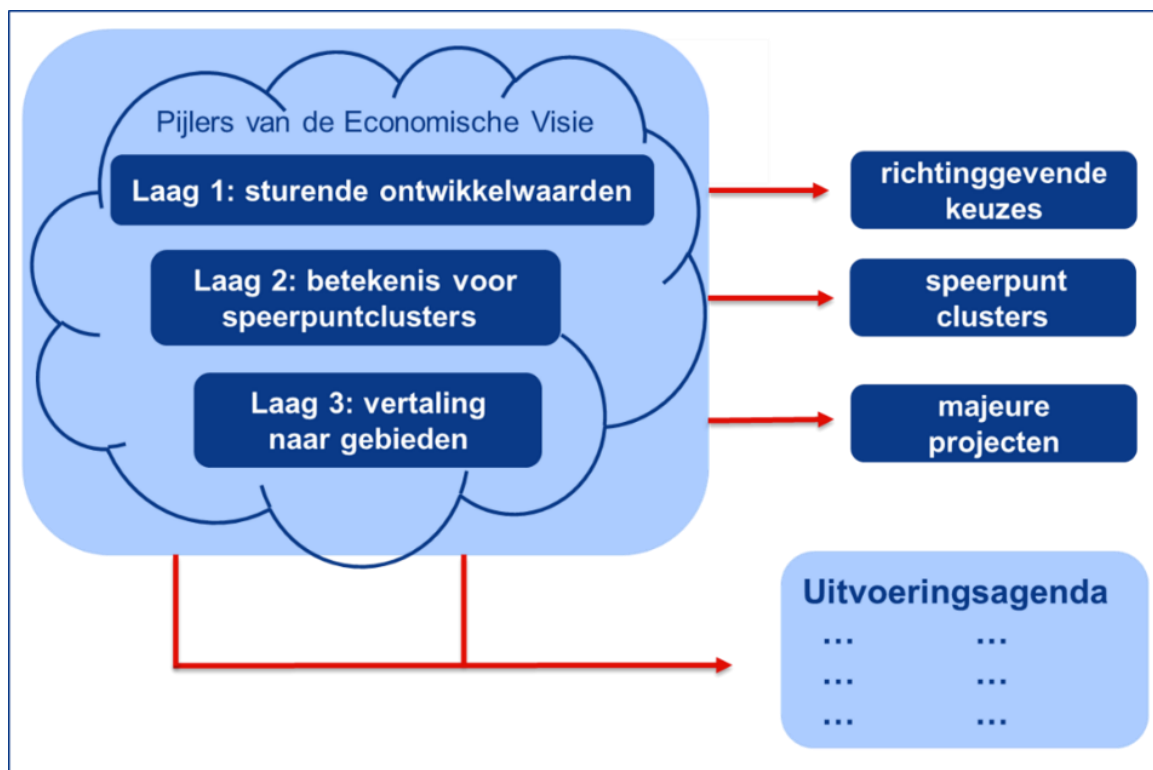 Pijlers van de Economische Visie
Laag 1: sturende ontwikkelwaarden
Laag 2: betekenis voor
speerpuntclusters
Laag 3: vertaling
naar gebieden
richtinggevende
keuzes
speerpunt
clusters
majeure
projecten
Uitvoeringsagenda
... ...
... ...
... ...